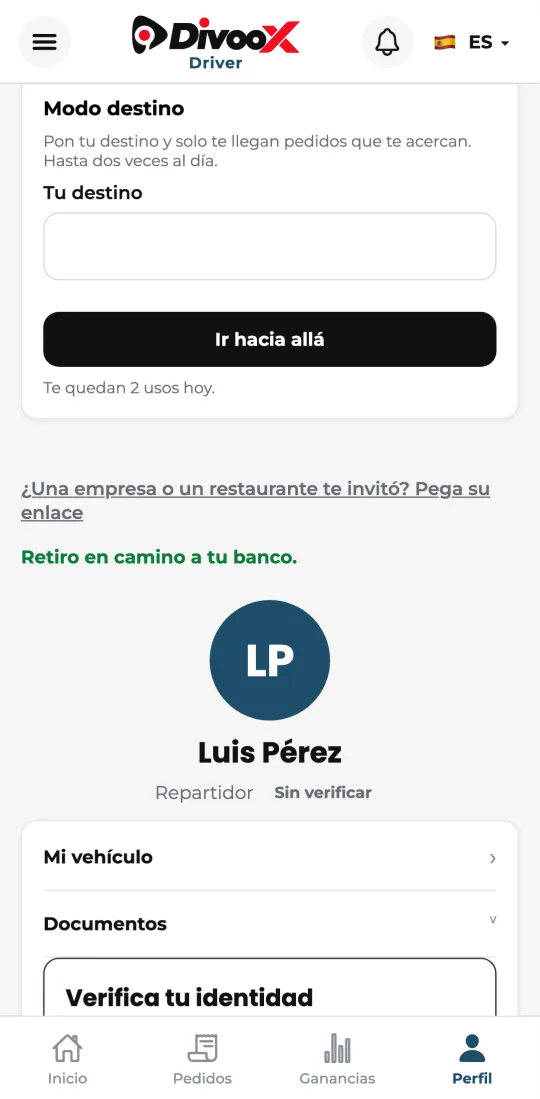 DivooX
Driver
ES
Modo destino
Pon tu destino y solo te llegan pedidos que te acercan.
Hasta dos veces al día.
Tu destino
Ir hacia allá
Te quedan 2 usos hoy.
¿Una empresa o un restaurante te invitó? Pega su
enlace
Retiro en camino a tu banco.
LP
Luis Pérez
Repartidor Sin verificar
Mi vehículo
Documentos
Verifica tu identidad
Inicio Pedidos Ganancias Perfil